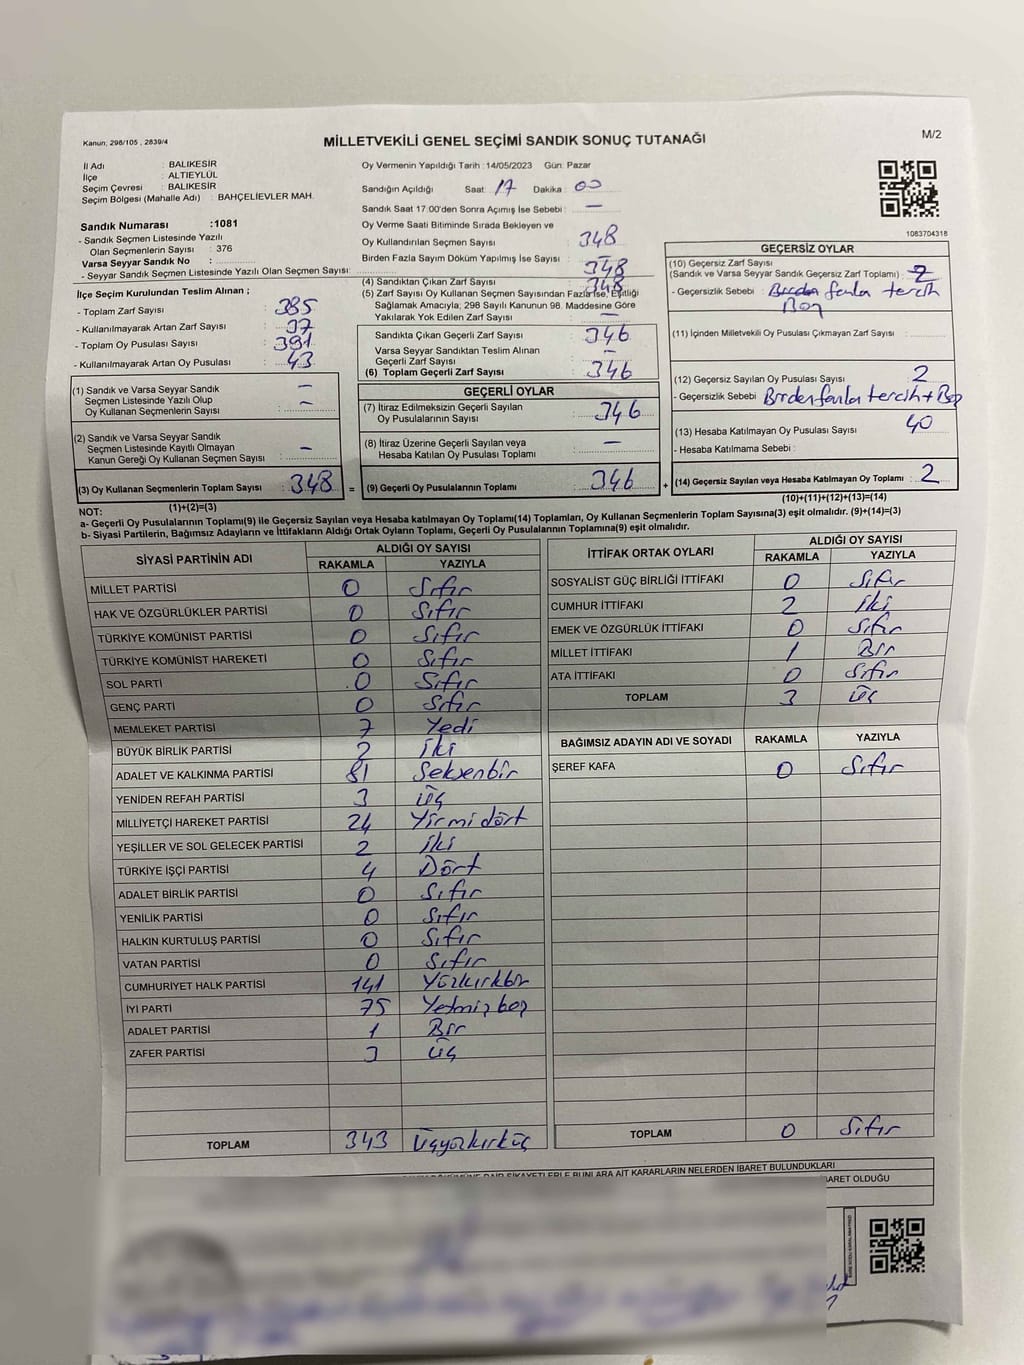 Kanun; 298/105 , 2839/4
MİLLETVEKİLİ GENEL SEÇİMİ SANDIK SONUÇ TUTANAĞI
M/2
İl Adı : BALIKESİR
İlçe : ALTIEYLÜL
Seçim Çevresi : BALIKESİR
Seçim Bölgesi (Mahalle Adı) : BAHÇELİEVLER MAH.
Sandık Numarası :1081
- Sandık Seçmen Listesinde Yazılı
Olan Seçmenlerin Sayısı : 376
Varsa Seyyar Sandık No :
- Seyyar Sandık Seçmen Listesinde Yazılı Olan Seçmen Sayısı:
İlçe Seçim Kurulundan Teslim Alınan ;
- Toplam Zarf Sayısı : 385
- Kullanılmayarak Artan Zarf Sayısı : 37
- Toplam Oy Pusulası Sayısı : 391
- Kullanılmayarak Artan Oy Pusulası : 43
(1) Sandık ve Varsa Seyyar Sandık –
Seçmen Listesinde Yazılı Olup –
Oy Kullanan Seçmenlerin Sayısı :
(2) Sandık ve Varsa Seyyar Sandık
Seçmen Listesinde Kayıtlı Olmayan –
Kanun Gereği Oy Kullanan Seçmen Sayısı :
(3) Oy Kullanan Seçmenlerin Toplam Sayısı : 348 =
(1)+(2)=(3)
Oy Vermenin Yapıldığı Tarih : 14/05/2023 Gün: Pazar
Sandığın Açıldığı Saat: 17 Dakika : 00
Sandık Saat 17:00'den Sonra Açımış İse Sebebi : –
Oy Verme Saati Bitiminde Sırada Bekleyen ve
Oy Kullandırılan Seçmen Sayısı : 348
Birden Fazla Sayım Döküm Yapılmış İse Sayısı : –
(4) Sandıktan Çıkan Zarf Sayısı : 348
348
(5) Zarf Sayısı Oy Kullanan Seçmen Sayısından Fazla İse, Eşitliği
Sağlamak Amacıyla; 298 Sayılı Kanunun 98. Maddesine Göre
Yakılarak Yok Edilen Zarf Sayısı : –
Sandıkta Çıkan Geçerli Zarf Sayısı : 346
Varsa Seyyar Sandıktan Teslim Alınan –
Geçerli Zarf Sayısı :
(6) Toplam Geçerli Zarf Sayısı : 346
GEÇERLİ OYLAR
(7) İtiraz Edilmeksizin Geçerli Sayılan
Oy Pusulalarının Sayısı : 346
(8) İtiraz Üzerine Geçerli Sayılan veya
Hesaba Katılan Oy Pusulası Toplamı : –
(9) Geçerli Oy Pusulalarının Toplamı : 346 +
1083704318
GEÇERSİZ OYLAR
(10) Geçersiz Zarf Sayısı
(Sandık ve Varsa Seyyar Sandık Geçersiz Zarf Toplamı) : 2
- Geçersizlik Sebebi : Birden fazla tercih
Boş
(11) İçinden Milletvekili Oy Pusulası Çıkmayan Zarf Sayısı :
(12) Geçersiz Sayılan Oy Pusulası Sayısı : 2
- Geçersizlik Sebebi : Birden fazla tercih + Boş
(13) Hesaba Katılmayan Oy Pusulası Sayısı : 40
- Hesaba Katılmama Sebebi :
(14) Geçersiz Sayılan veya Hesaba Katılmayan Oy Toplamı : 2
(10)+(11)+(12)+(13)=(14)
NOT:
a- Geçerli Oy Pusulalarının Toplamı(9) ile Geçersiz Sayılan veya Hesaba katılmayan Oy Toplamı(14) Toplamları, Oy Kullanan Seçmenlerin Toplam Sayısına(3) eşit olmalıdır. (9)+(14)=(3)
b- Siyasi Partilerin, Bağımsız Adayların ve İttifakların Aldığı Ortak Oyların Toplamı, Geçerli Oy Pusulalarının Toplamına(9) eşit olmalıdır.
SİYASİ PARTİNİN ADI ALDIĞI OY SAYISI
RAKAMLA YAZIYLA
MİLLET PARTİSİ 0 Sıfır
HAK VE ÖZGÜRLÜKLER PARTİSİ 0 Sıfır
TÜRKİYE KOMÜNİST PARTİSİ 0 Sıfır
TÜRKİYE KOMÜNİST HAREKETİ 0 Sıfır
SOL PARTİ 0 Sıfır
GENÇ PARTİ 0 Sıfır
MEMLEKET PARTİSİ 7 Yedi
BÜYÜK BİRLİK PARTİSİ 2 iki
ADALET VE KALKINMA PARTİSİ 81 Seksenbir
YENİDEN REFAH PARTİSİ 3 üç
MİLLİYETÇİ HAREKET PARTİSİ 24 Yirmidört
YEŞİLLER VE SOL GELECEK PARTİSİ 2 iki
TÜRKİYE İŞÇİ PARTİSİ 4 Dört
ADALET BİRLİK PARTİSİ 0 Sıfır
YENİLİK PARTİSİ 0 Sıfır
HALKIN KURTULUŞ PARTİSİ 0 Sıfır
VATAN PARTİSİ 0 Sıfır
CUMHURİYET HALK PARTİSİ 141 Yüzkırkbir
İYİ PARTİ 75 Yetmişbeş
ADALET PARTİSİ 1 Bir
ZAFER PARTİSİ 3 üç
TOPLAM 343 Üçyüzkırküç
İTTİFAK ORTAK OYLARI ALDIĞI OY SAYISI
RAKAMLA YAZIYLA
SOSYALİST GÜÇ BİRLİĞİ İTTİFAKI 0 Sıfır
CUMHUR İTTİFAKI 2 iki
EMEK VE ÖZGÜRLÜK İTTİFAKI 0 Sıfır
MİLLET İTTİFAKI 1 Bir
ATA İTTİFAKI 0 Sıfır
TOPLAM 3 üç
BAĞIMSIZ ADAYIN ADI VE SOYADI RAKAMLA YAZIYLA
ŞEREF KAFA 0 Sıfır
TOPLAM 0 Sıfır
KARARLARIN NELERDEN İBARET BULUNDUKLARI
BARET OLDUĞU